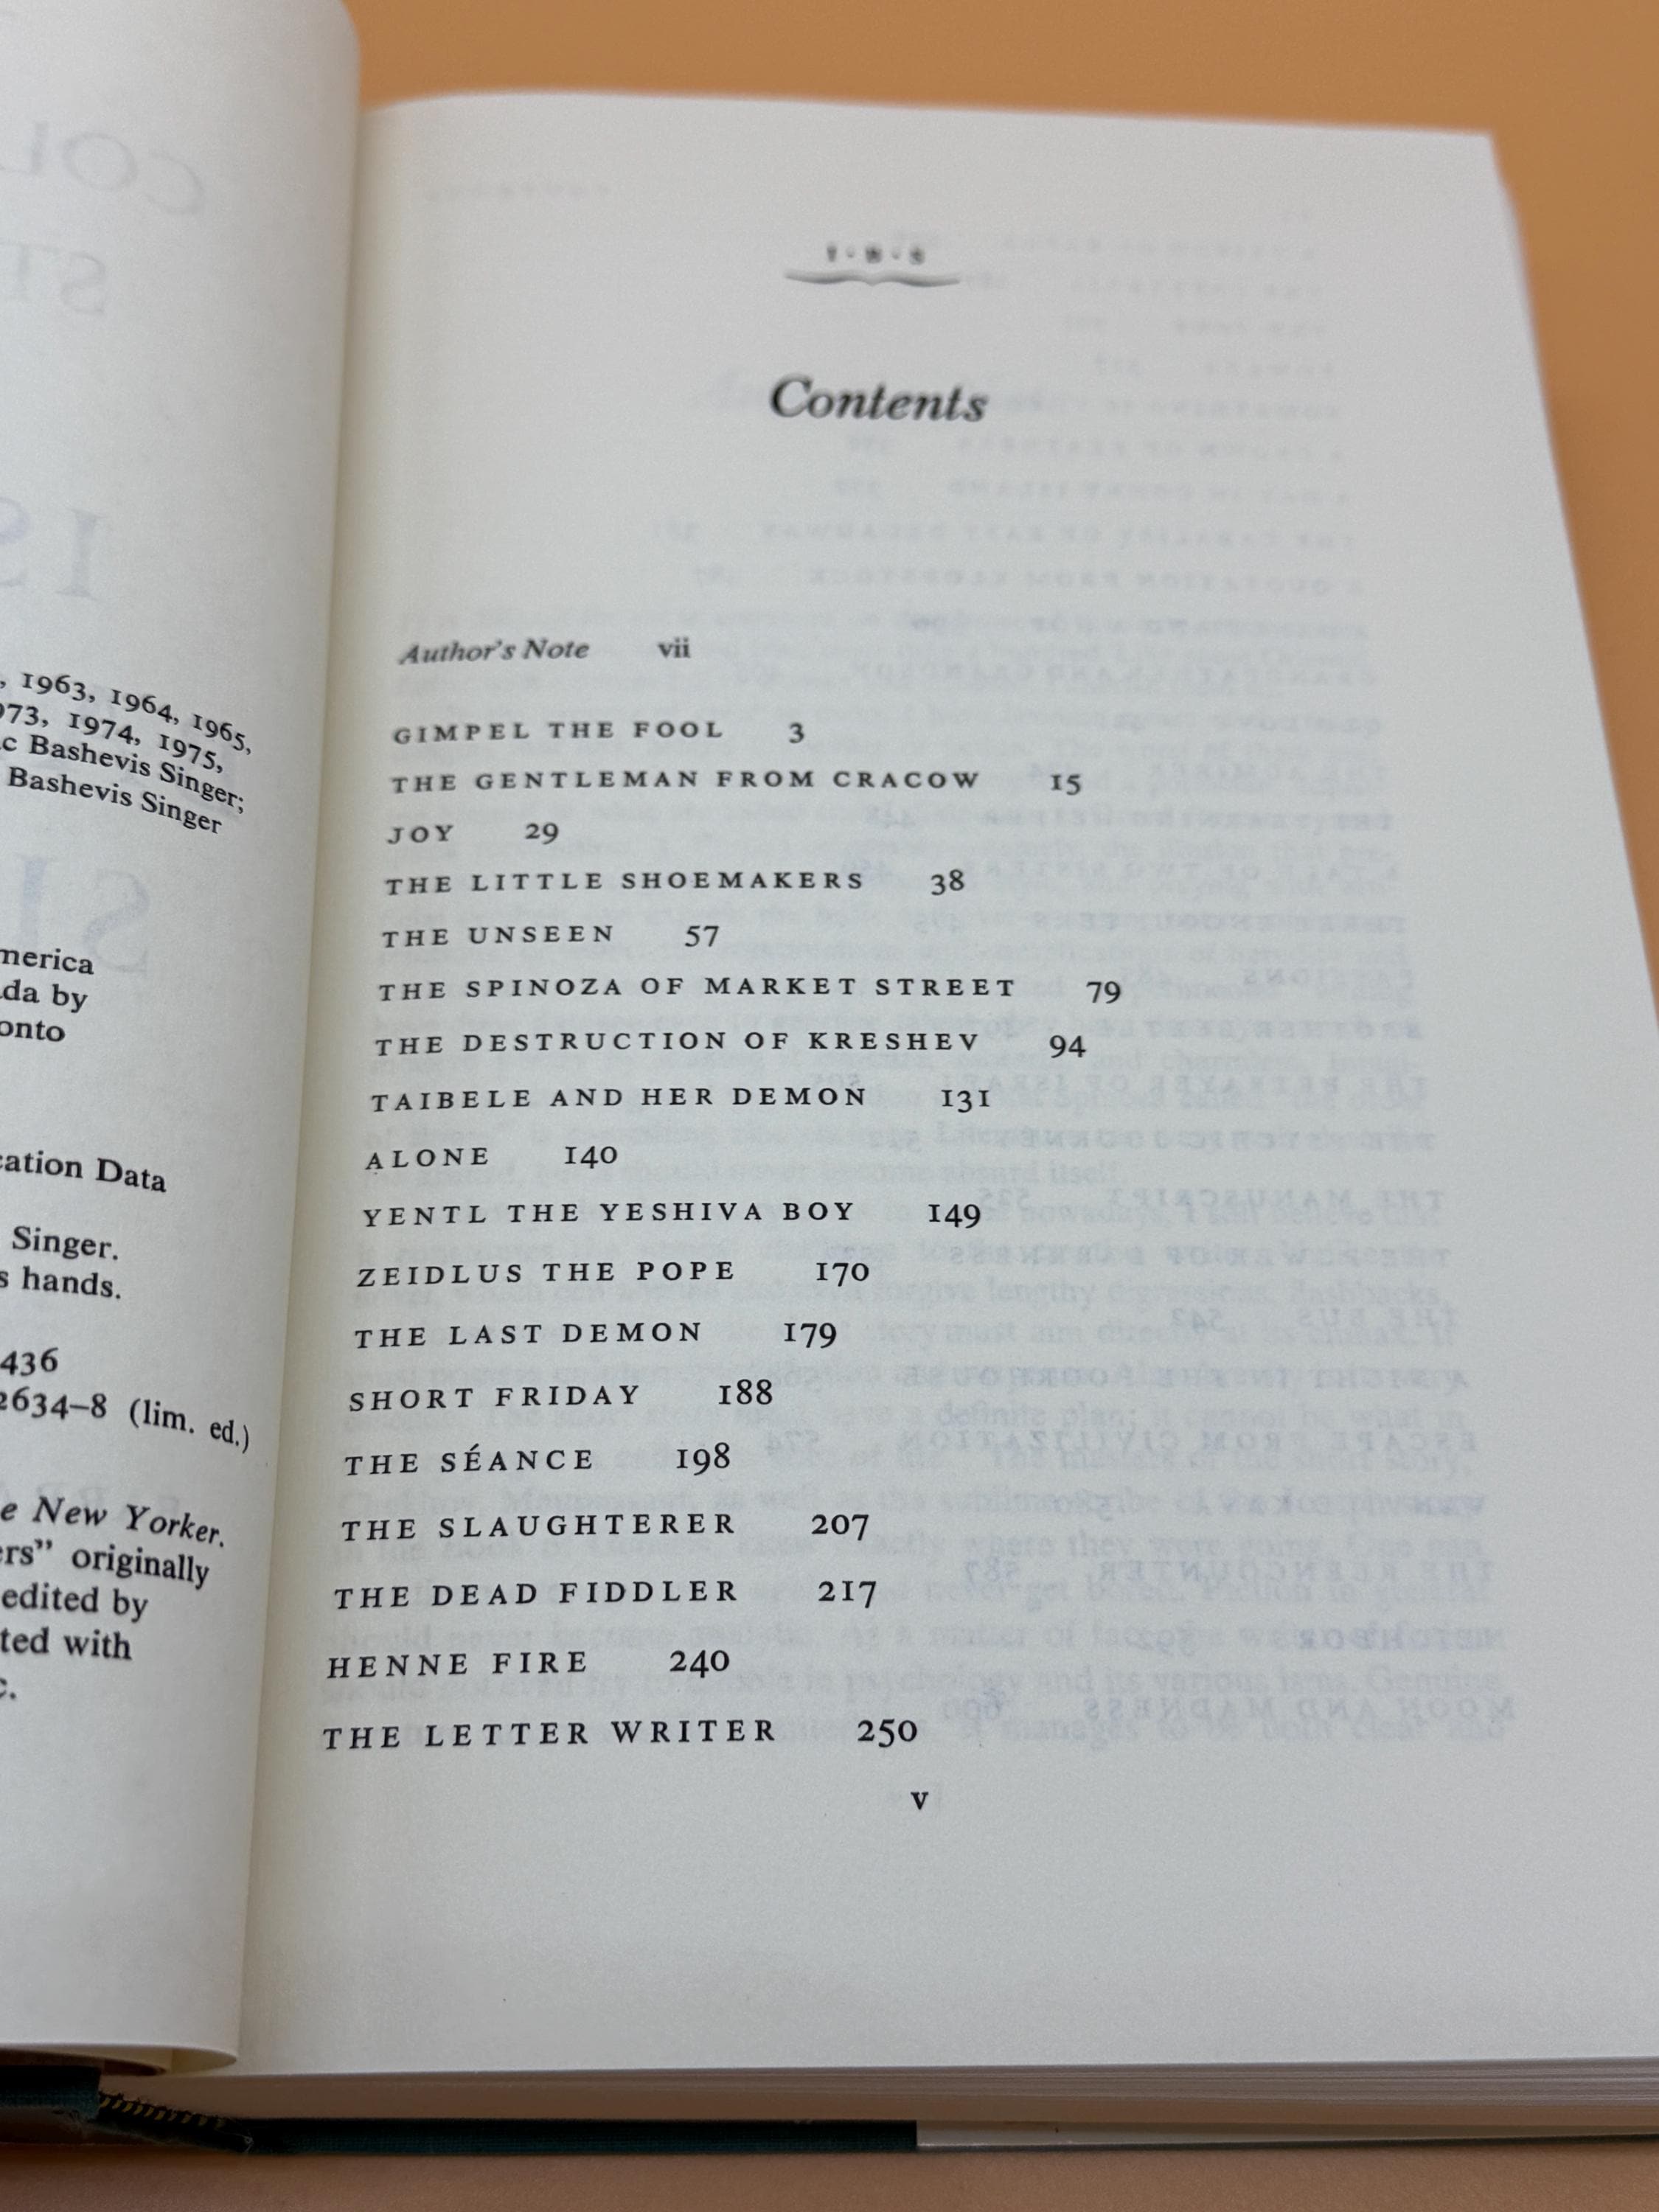 , 1963, 1964, 1965,
973, 1974, 1975,
c Bashevis Singer;
Bashevis Singer
merica
da by
onto
cation Data
Singer.
s hands.
436
2634–8 (lim. ed.)
e New Yorker.
ers" originally
edited by
ted with
c.
I·B·S
Contents
Author's Note vii
GIMPEL THE FOOL 3
THE GENTLEMAN FROM CRACOW 15
JOY 29
THE LITTLE SHOEMAKERS 38
THE UNSEEN 57
THE SPINOZA OF MARKET STREET 79
THE DESTRUCTION OF KRESHEV 94
TAIBELE AND HER DEMON 131
ALONE 140
YENTL THE YESHIVA BOY 149
ZEIDLUS THE POPE 170
THE LAST DEMON 179
SHORT FRIDAY 188
THE SÉANCE 198
THE SLAUGHTERER 207
THE DEAD FIDDLER 217
HENNE FIRE 240
THE LETTER WRITER 250
v